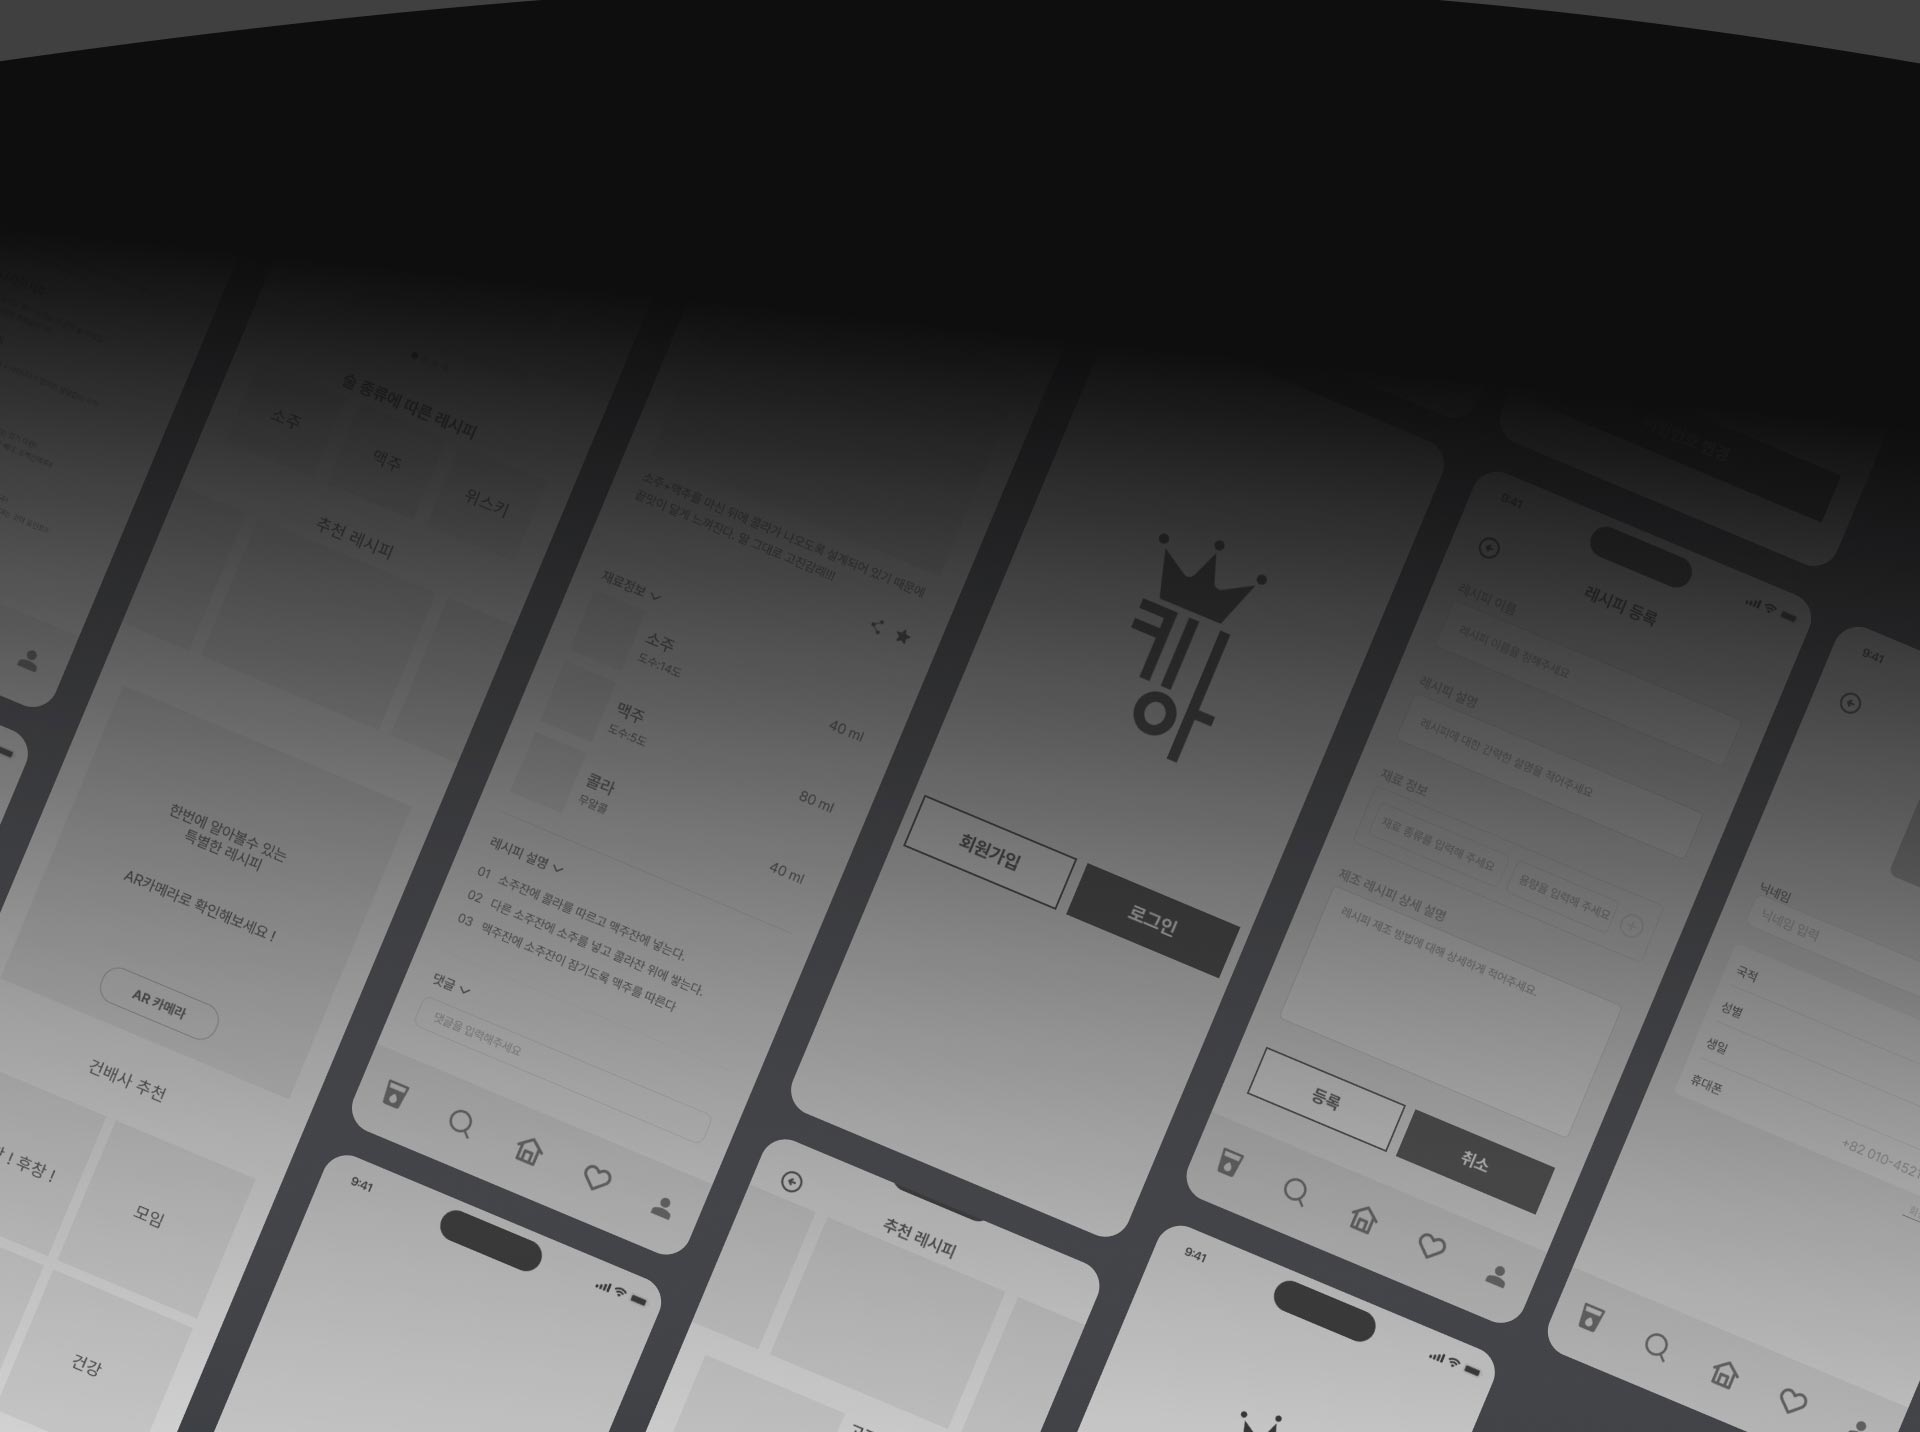 술 종류에 따른 레시피
소주
맥주
위스키
추천 레시피
한번에 알아볼수 있는
특별한 레시피
AR카메라로 확인해보세요 !
AR 카메라
건배사 추천
! 후창 !
모임
건강
소주+맥주를 마신 뒤에 콜라가 나오도록 설계되어 있기 때문에
끝맛이 달게 느껴진다. 말 그대로 고진감래!!!
재료정보
소주
도수:14도
40 ml
맥주
도수:5도
80 ml
콜라
무알콜
40 ml
레시피 설명
01 소주잔에 콜라를 따르고 맥주잔에 넣는다.
02 다른 소주잔에 소주를 넣고 콜라잔 위에 쌓는다.
03 맥주잔에 소주잔이 잠기도록 맥주를 따른다
댓글
댓글을 입력해주세요
9:41
캬
회원가입
로그인
추천 레시피
9:41
9:41
레시피 등록
레시피 이름
레시피 이름을 정해주세요
레시피 설명
레시피에 대한 간략한 설명을 적어주세요
재료 정보
재료 종류를 입력해 주세요
용량을 입력해 주세요
제조 레시피 상세 설명
레시피 제조 방법에 대해 상세하게 적어주세요.
등록
취소
9:41
닉네임
닉네임 입력
국적
성별
생일
휴대폰
+82 010-452